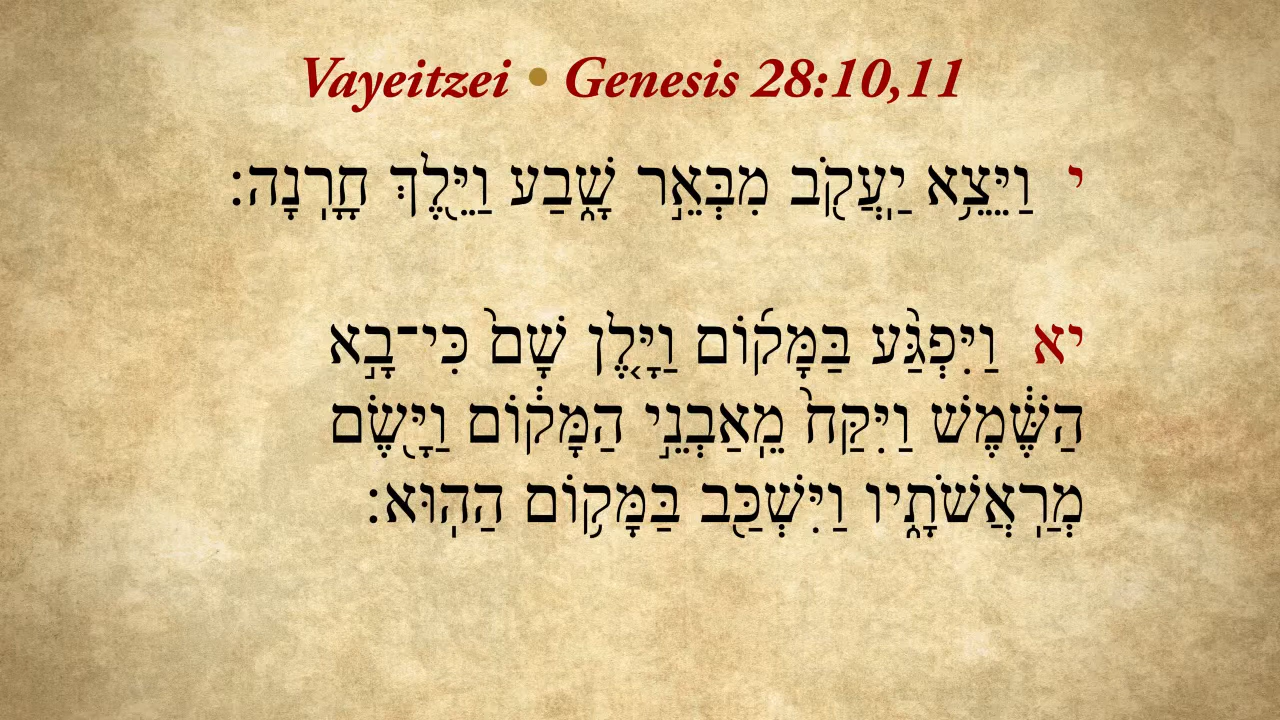 Vayeitzei • Genesis 28:10,11
י וַיֵּצֵ֥א יַֽעֲקֹ֖ב מִבְּאֵ֣ר שָׁ֑בַע וַיֵּ֖לֶךְ חָרָֽנָה׃
יא וַיִּפְגַּ֨ע בַּמָּק֜וֹם וַיָּ֤לֶן שָׁם֙ כִּי־בָ֣א
הַשֶּׁ֔מֶשׁ וַיִּקַּח֙ מֵֽאַבְנֵ֣י הַמָּק֔וֹם וַיָּ֖שֶׂם
מְרַֽאֲשֹׁתָ֑יו וַיִּשְׁכַּ֖ב בַּמָּק֥וֹם הַהֽוּא׃